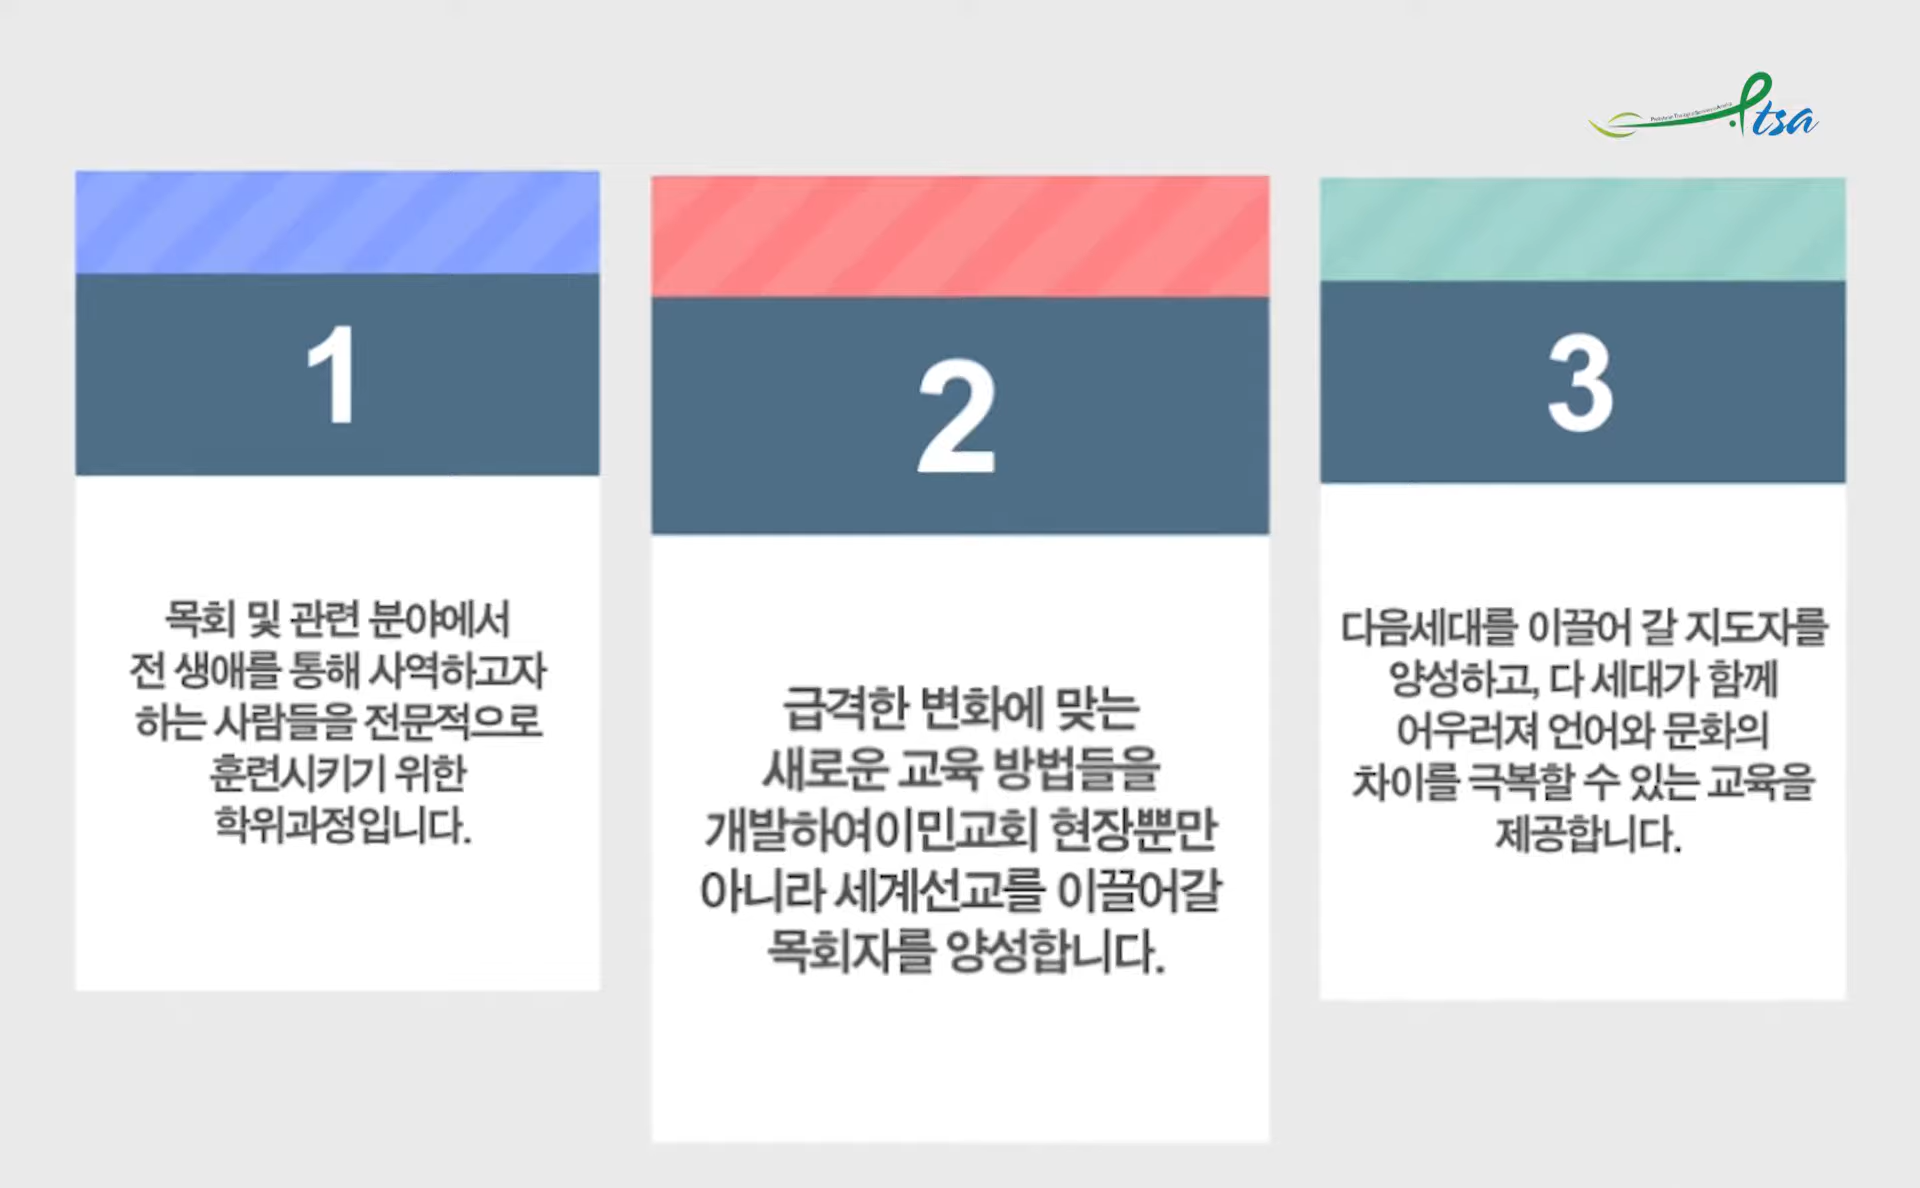 tsa
1
목회 및 관련 분야에서
전 생애를 통해 사역하고자
하는 사람들을 전문적으로
훈련시키기 위한
학위과정입니다.
2
급격한 변화에 맞는
새로운 교육 방법들을
개발하여이민교회 현장뿐만
아니라 세계선교를 이끌어갈
목회자를 양성합니다.
3
다음세대를 이끌어 갈 지도자를
양성하고, 다 세대가 함께
어우러져 언어와 문화의
차이를 극복할 수 있는 교육을
제공합니다.